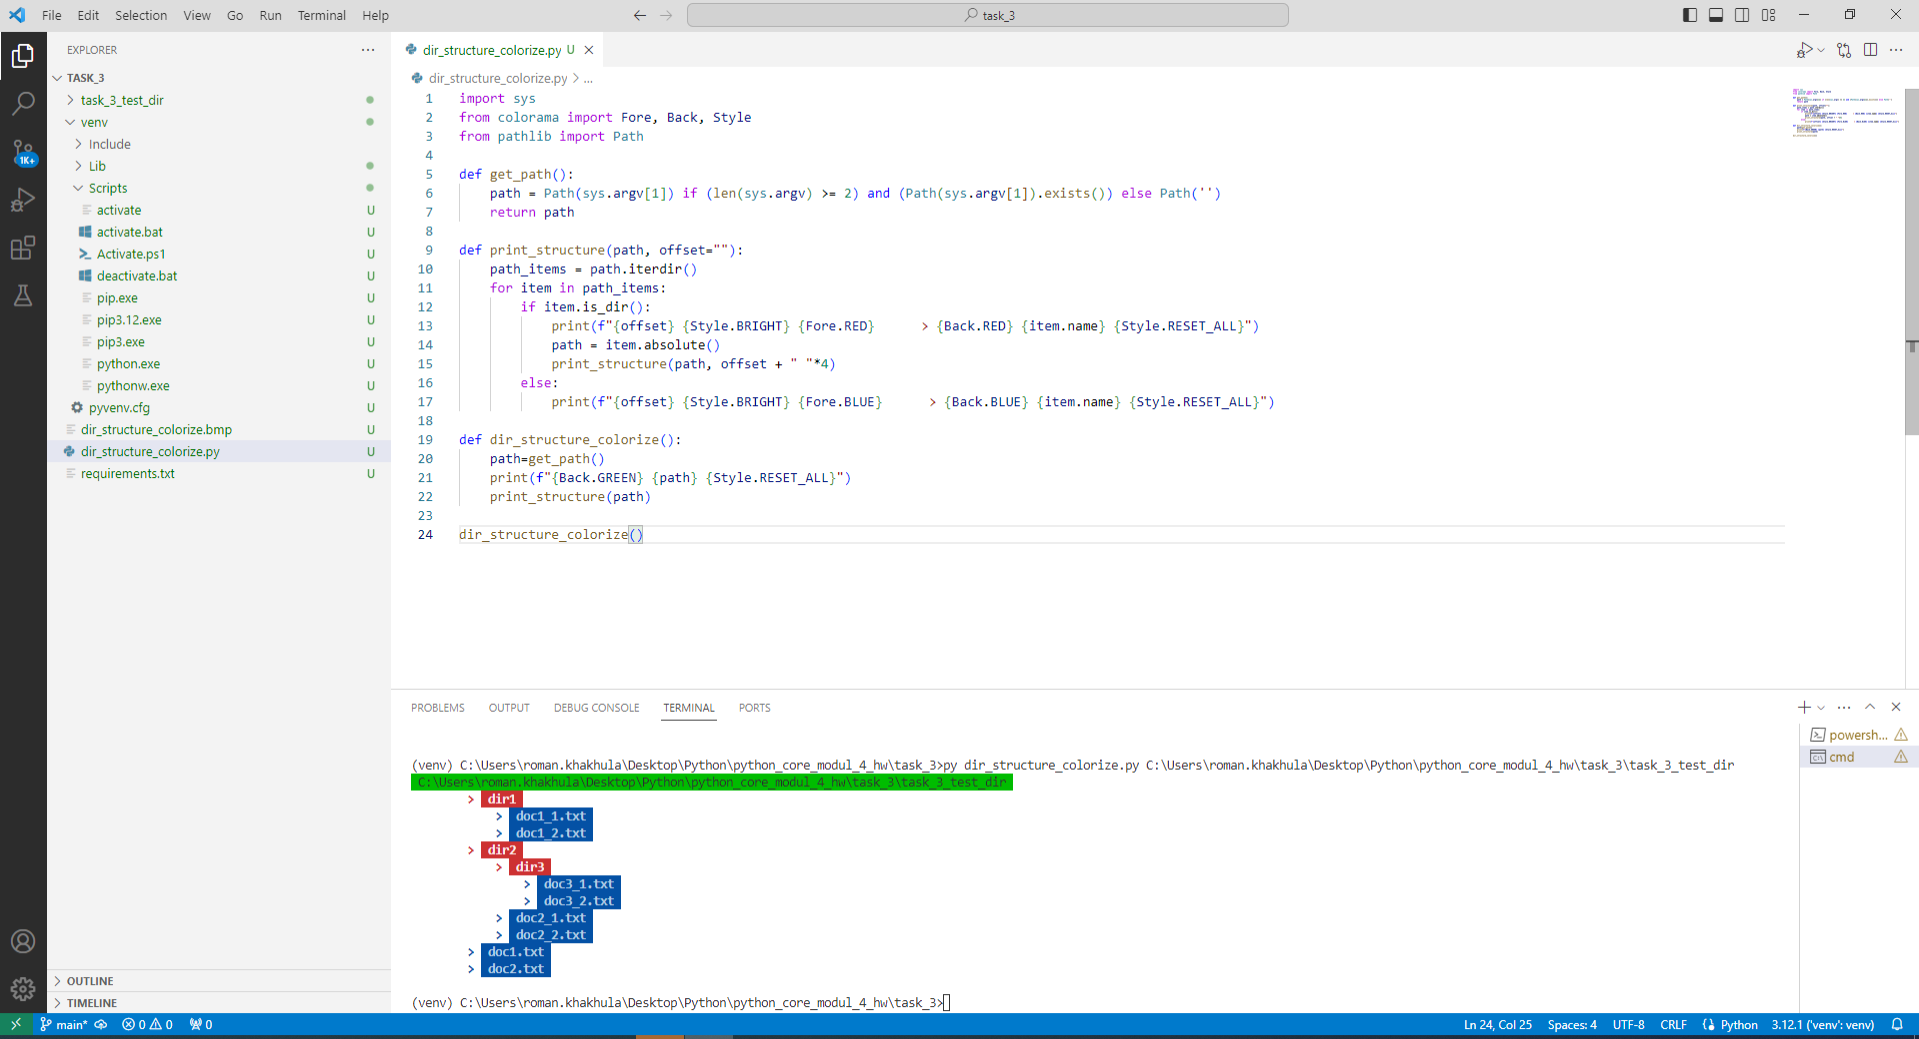 File Edit Selection View Go Run Terminal Help
task_3
EXPLORER
TASK_3
task_3_test_dir
venv
Include
Lib
Scripts
activate U
activate.bat U
Activate.ps1 U
deactivate.bat U
pip.exe U
pip3.12.exe U
pip3.exe U
python.exe U
pythonw.exe U
pyvenv.cfg U
dir_structure_colorize.bmp U
dir_structure_colorize.py U
requirements.txt U
OUTLINE
TIMELINE
1K+
dir_structure_colorize.py U
dir_structure_colorize.py > ...
1 import sys
2 from colorama import Fore, Back, Style
3 from pathlib import Path
4
5 def get_path():
6     path = Path(sys.argv[1]) if (len(sys.argv) >= 2) and (Path(sys.argv[1]).exists()) else Path('')
7     return path
8
9 def print_structure(path, offset=""):
10     path_items = path.iterdir()
11     for item in path_items:
12         if item.is_dir():
13             print(f"{offset} {Style.BRIGHT} {Fore.RED}      > {Back.RED} {item.name} {Style.RESET_ALL}")
14             path = item.absolute()
15             print_structure(path, offset + " "*4)
16         else:
17             print(f"{offset} {Style.BRIGHT} {Fore.BLUE}      > {Back.BLUE} {item.name} {Style.RESET_ALL}")
18
19 def dir_structure_colorize():
20     path=get_path()
21     print(f"{Back.GREEN} {path} {Style.RESET_ALL}")
22     print_structure(path)
23
24 dir_structure_colorize()
PROBLEMS OUTPUT DEBUG CONSOLE TERMINAL PORTS
powersh...
cmd
(venv) C:\Users\roman.khakhula\Desktop\Python\python_core_modul_4_hw\task_3>py dir_structure_colorize.py C:\Users\roman.khakhula\Desktop\Python\python_core_modul_4_hw\task_3\task_3_test_dir
C:\Users\roman.khakhula\Desktop\Python\python_core_modul_4_hw\task_3\task_3_test_dir
> dir1
> doc1_1.txt
> doc1_2.txt
> dir2
> dir3
> doc3_1.txt
> doc3_2.txt
> doc2_1.txt
> doc2_2.txt
> doc1.txt
> doc2.txt
(venv) C:\Users\roman.khakhula\Desktop\Python\python_core_modul_4_hw\task_3>
main* 0 0 0 Ln 24, Col 25 Spaces: 4 UTF-8 CRLF Python 3.12.1 ('venv': venv)